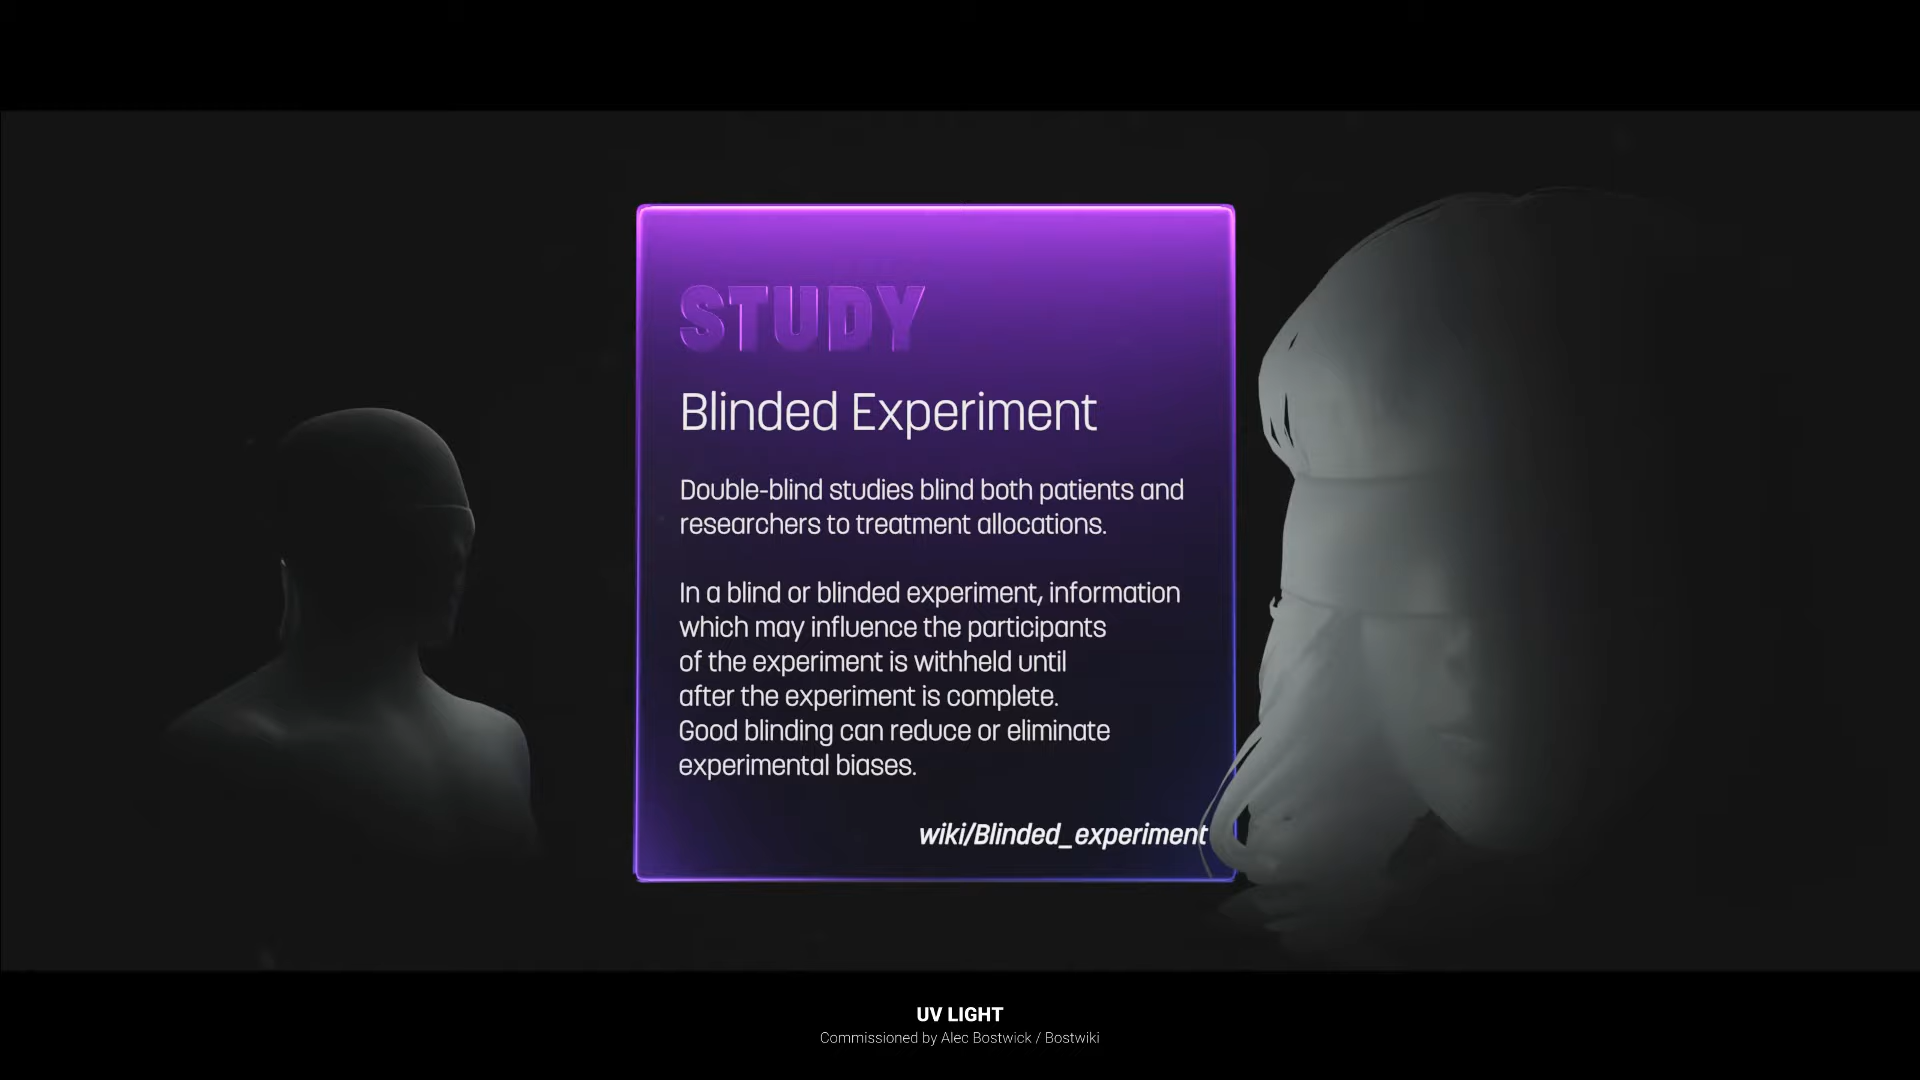 STUDY
Blinded Experiment
Double-blind studies blind both patients and
researchers to treatment allocations.
In a blind or blinded experiment, information
which may influence the participants
of the experiment is withheld until
after the experiment is complete.
Good blinding can reduce or eliminate
experimental biases.
wiki/Blinded_experiment
UV LIGHT
Commissioned by Alec Bostwick / Bostwiki